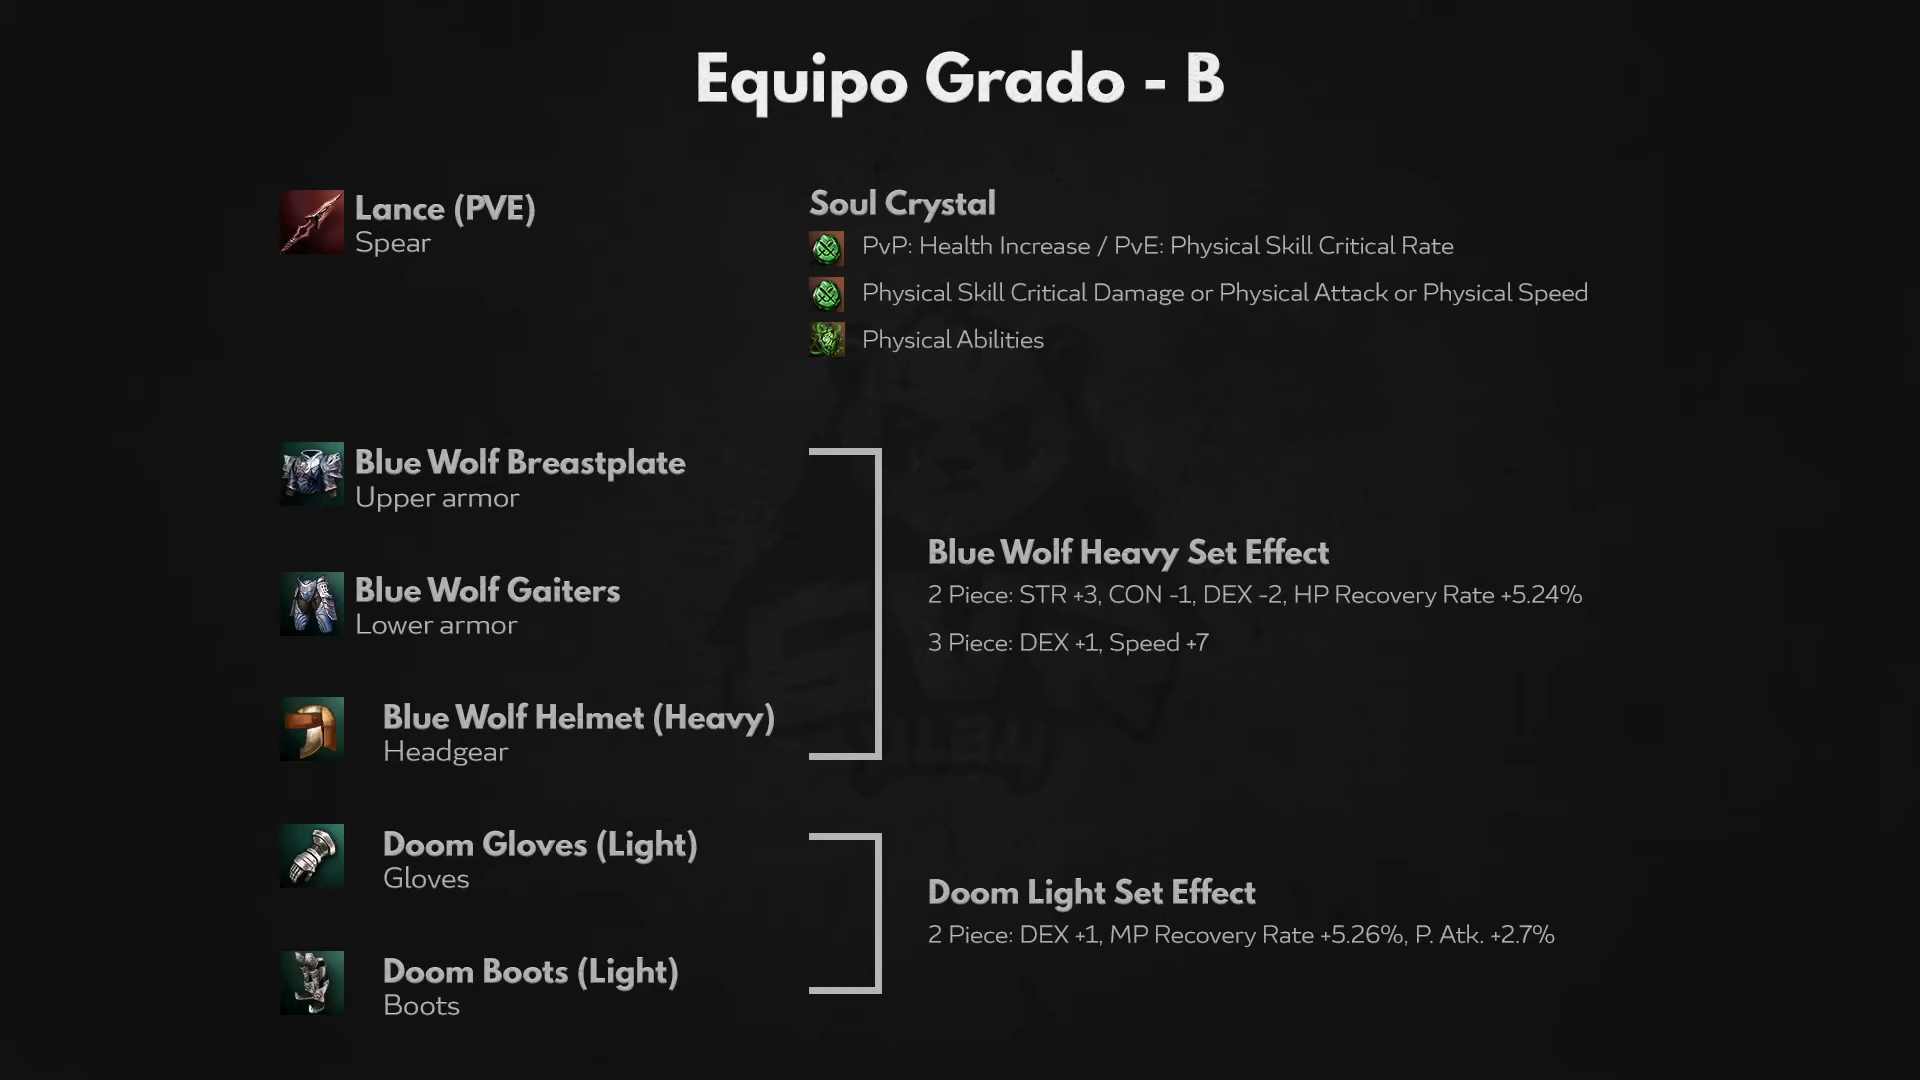 Equipo Grado - B
Lance (PVE)
Spear
Soul Crystal
PvP: Health Increase / PvE: Physical Skill Critical Rate
Physical Skill Critical Damage or Physical Attack or Physical Speed
Physical Abilities
Blue Wolf Breastplate
Upper armor
Blue Wolf Gaiters
Lower armor
Blue Wolf Helmet (Heavy)
Headgear
Blue Wolf Heavy Set Effect
2 Piece: STR +3, CON -1, DEX -2, HP Recovery Rate +5.24%
3 Piece: DEX +1, Speed +7
Doom Gloves (Light)
Gloves
Doom Boots (Light)
Boots
Doom Light Set Effect
2 Piece: DEX +1, MP Recovery Rate +5.26%, P. Atk. +2.7%